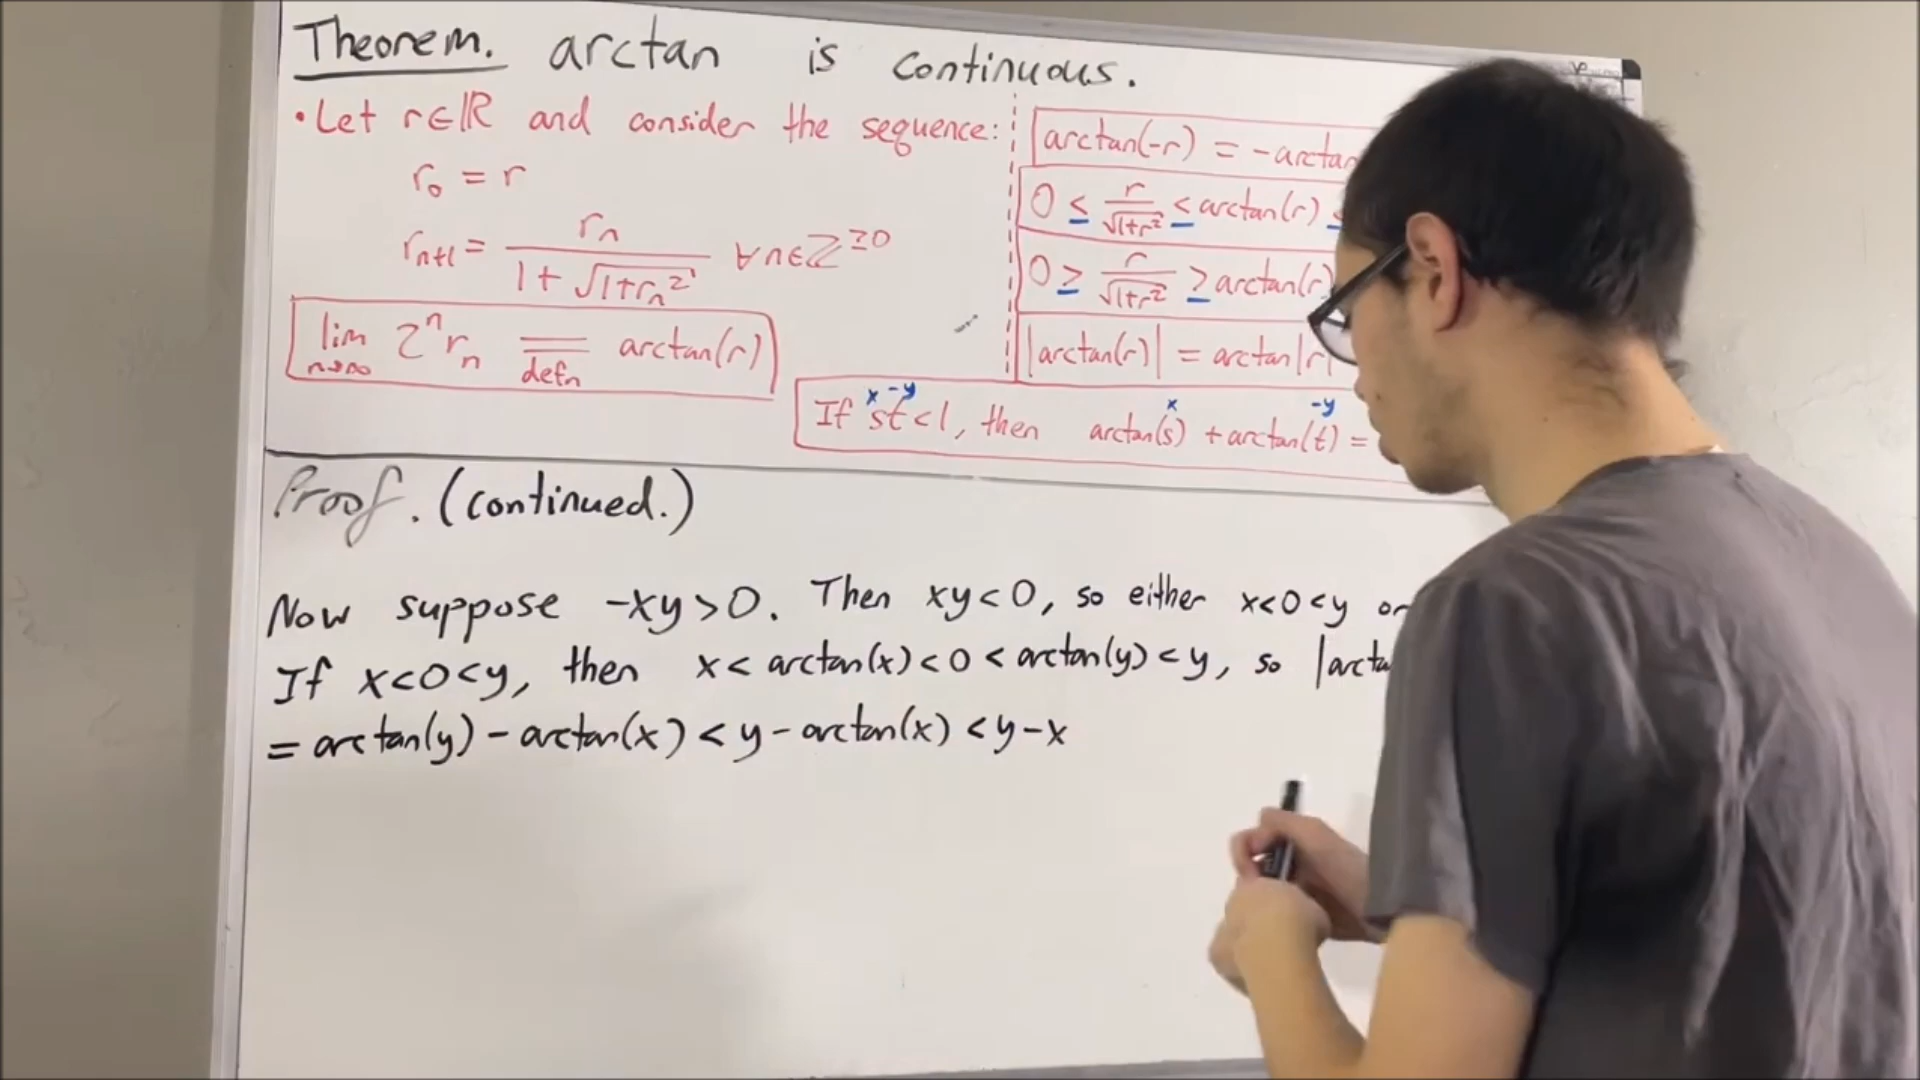 Theorem. arctan is continuous.
• Let r∈ℝ and consider the sequence:
r₀ = r
rₙ₊₁ = rₙ / (1 + √(1+rₙ²)) ∀n∈ℤ≥0
lim n→∞ 2ⁿ rₙ = defn arctan(r)
arctan(-r) = -arctan
0 ≤ r/√(1+r²) ≤ arctan(r) ≤
0 ≥ r/√(1+r²) ≥ arctan(r)
|arctan(r)| = arctan|r|
x -y x -y
If st<1, then arctan(s) + arctan(t) =
Proof. (continued.)
Now suppose -xy>0. Then xy<0, so either x<0<y or
If x<0<y, then x < arctan(x) < 0 < arctan(y) < y, so |arcta
= arctan(y) - arctan(x) < y - arctan(x) < y-x